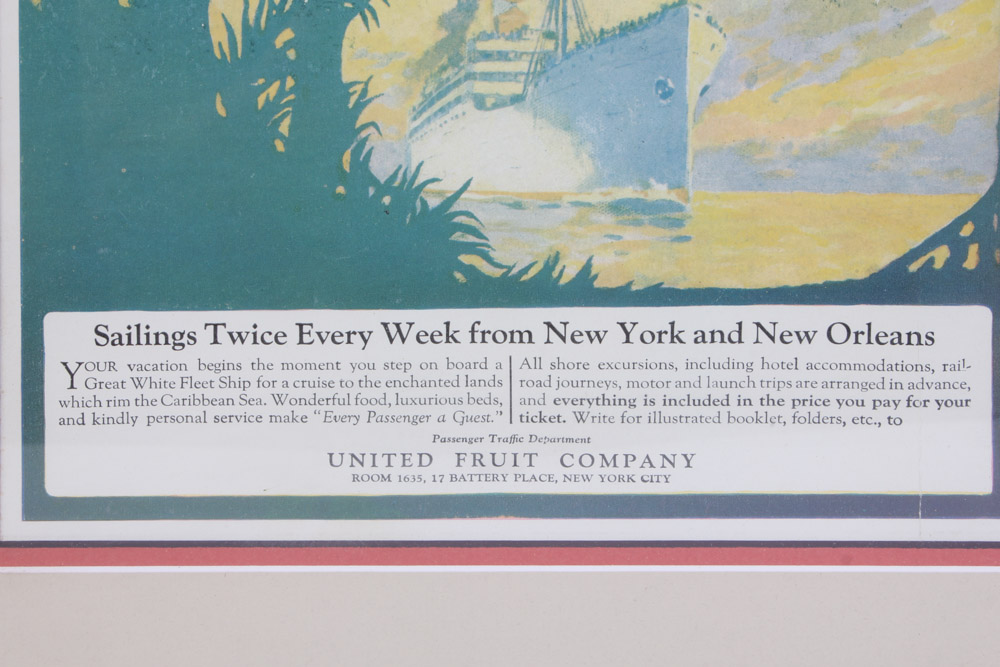 Sailings Twice Every Week from New York and New Orleans
YOUR vacation begins the moment you step on board a
Great White Fleet Ship for a cruise to the enchanted lands
which rim the Caribbean Sea. Wonderful food, luxurious beds,
and kindly personal service make “Every Passenger a Guest.”
All shore excursions, including hotel accommodations, rail-
road journeys, motor and launch trips are arranged in advance,
and everything is included in the price you pay for your
ticket. Write for illustrated booklet, folders, etc., to
Passenger Traffic Department
UNITED FRUIT COMPANY
ROOM 1635, 17 BATTERY PLACE, NEW YORK CITY